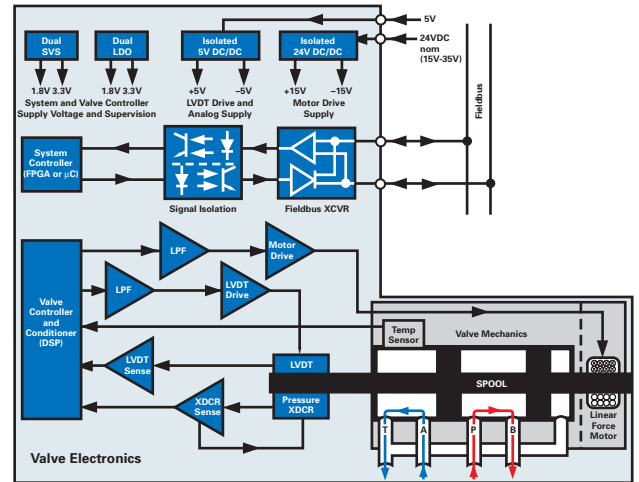 5V
24VDC
nom
(15V-35V)
Fieldbus
Dual
SVS
Dual
LDO
Isolated
5V DC/DC
Isolated
24V DC/DC
1.8V 3.3V
1.8V 3.3V
+5V
–5V
+15V
–15V
System and Valve Controller
Supply Voltage and Supervision
LVDT Drive and
Analog Supply
Motor Drive
Supply
System
Controller
(FPGA or µC)
Signal Isolation
Fieldbus XCVR
LPF
Motor
Drive
LPF
LVDT
Drive
Valve
Controller
and
Conditioner
(DSP)
Temp
Sensor
Valve Mechanics
LVDT
Sense
LVDT
SPOOL
XDCR
Sense
Pressure
XDCR
Linear
Force
Motor
T
A
P
B
Valve Electronics